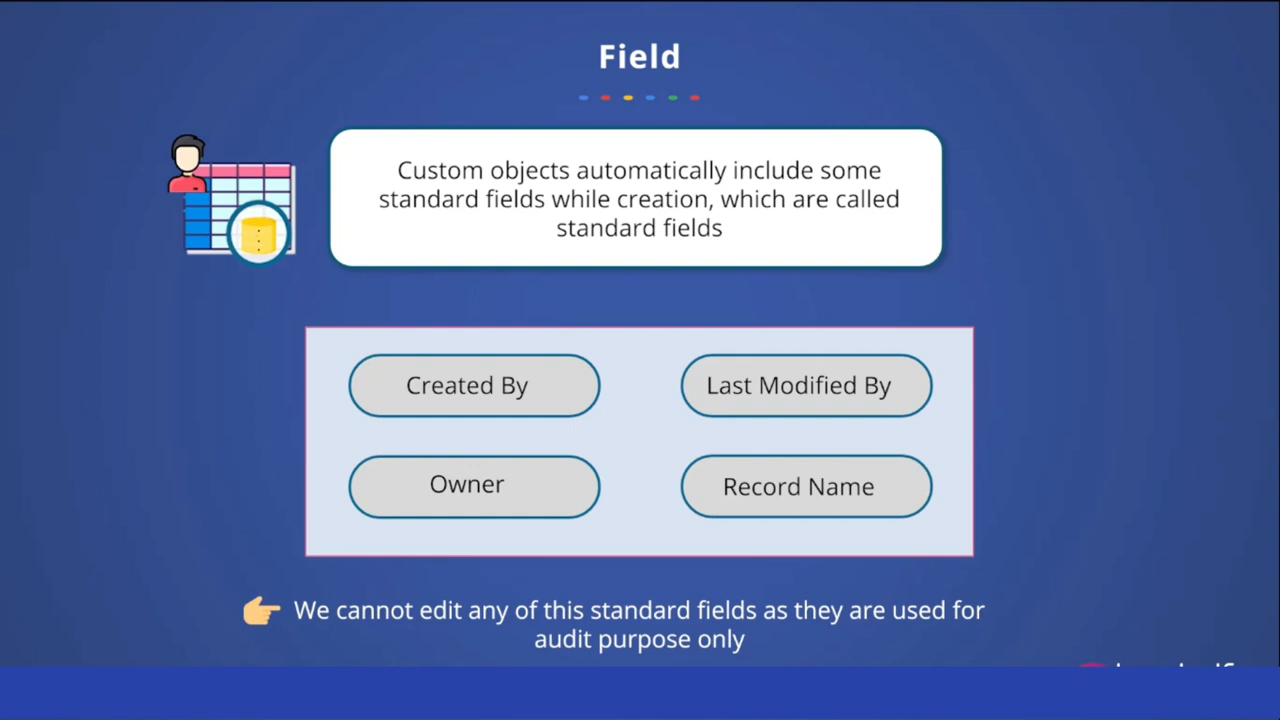 Field
Custom objects automatically include some
standard fields while creation, which are called
standard fields
Created By
Last Modified By
Owner
Record Name
We cannot edit any of this standard fields as they are used for
audit purpose only